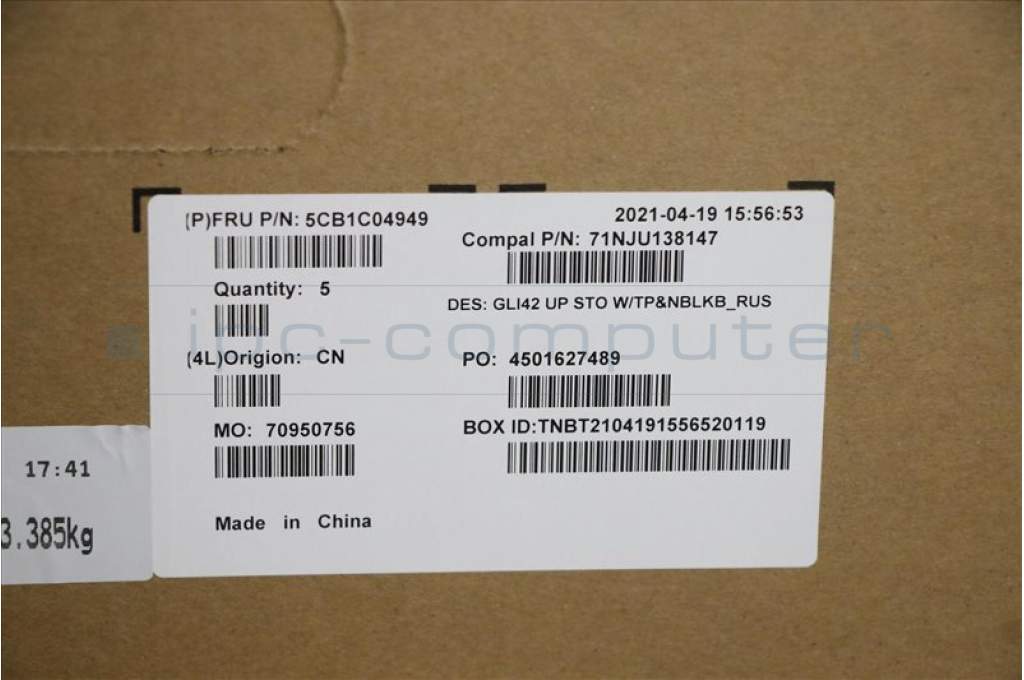 (P)FRU P/N: 5CB1C04949
2021-04-19 15:56:53
Compal P/N: 71NJU138147
Quantity: 5
DES: GLI42 UP STO W/TP&NBLKB_RUS
ipc-computer
(4L)Origion: CN
PO: 4501627489
MO: 70950756
BOX ID:TNBT2104191556520119
Made in China
17:41
3.385kg